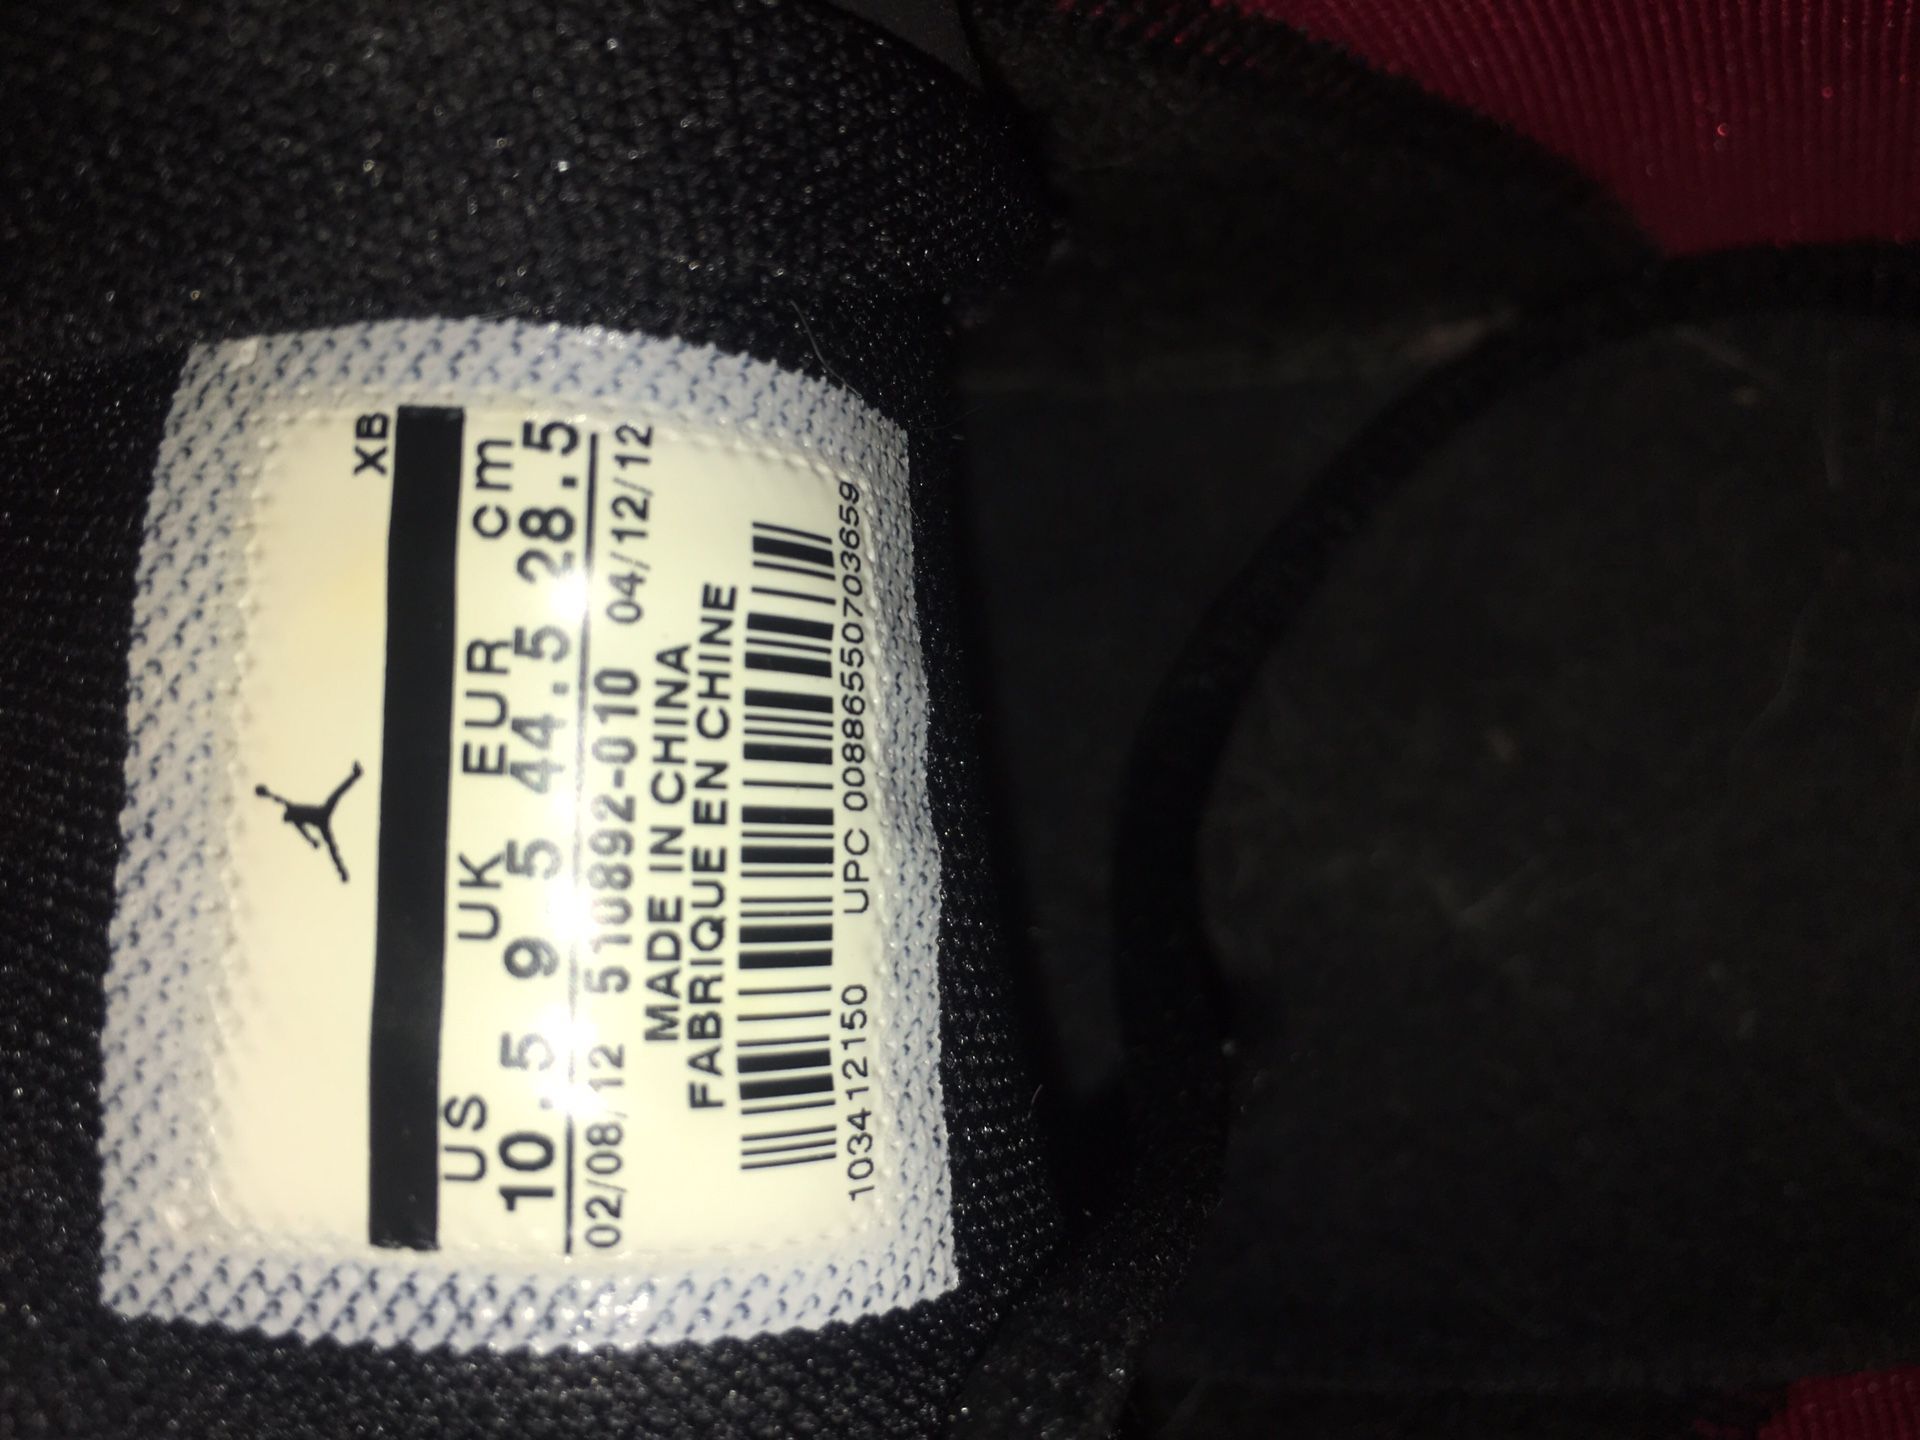 XB
US UK EUR cm
10.5 9.5 44.5 28.5
02/08/12 510892-010 04/12/12
MADE IN CHINA
FABRIQUE EN CHINE
103412150 UPC 00886550703659